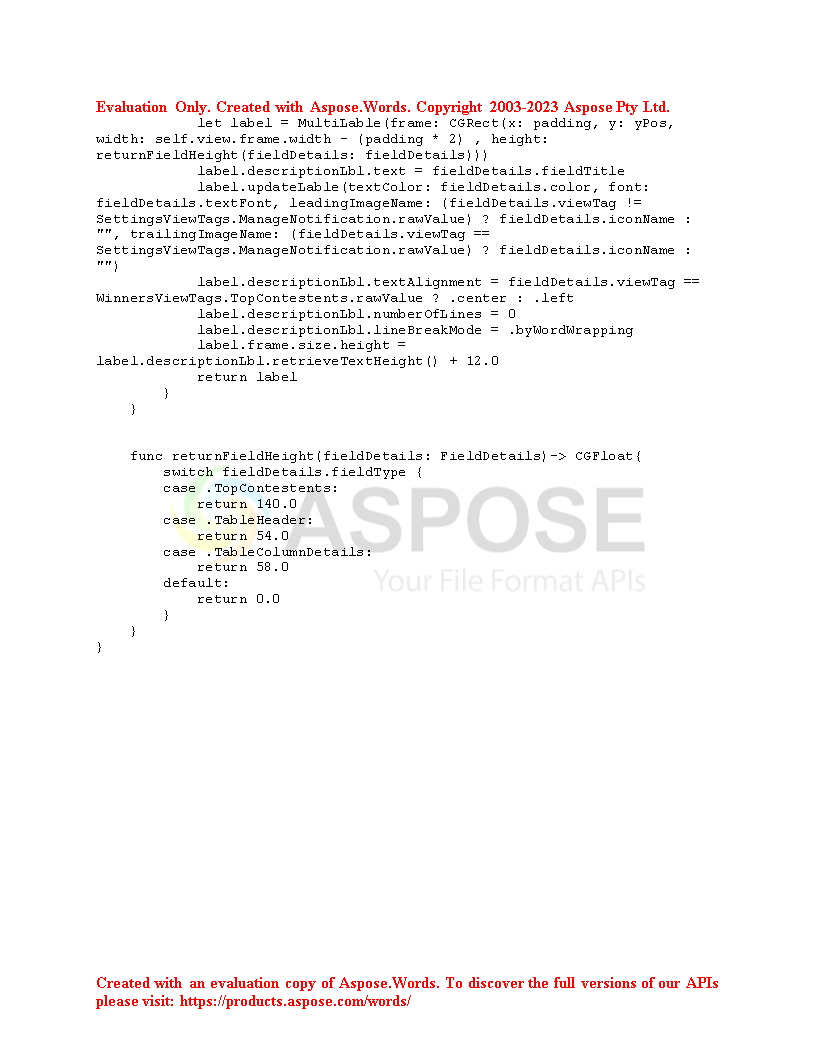 Evaluation Only. Created with Aspose.Words. Copyright 2003-2023 Aspose Pty Ltd.
            let label = MultiLable(frame: CGRect(x: padding, y: yPos,
width: self.view.frame.width - (padding * 2) , height:
returnFieldHeight(fieldDetails: fieldDetails)))
            label.descriptionLbl.text = fieldDetails.fieldTitle
            label.updateLable(textColor: fieldDetails.color, font:
fieldDetails.textFont, leadingImageName: (fieldDetails.viewTag !=
SettingsViewTags.ManageNotification.rawValue) ? fieldDetails.iconName :
"", trailingImageName: (fieldDetails.viewTag ==
SettingsViewTags.ManageNotification.rawValue) ? fieldDetails.iconName :
"")
            label.descriptionLbl.textAlignment = fieldDetails.viewTag ==
WinnersViewTags.TopContestents.rawValue ? .center : .left
            label.descriptionLbl.numberOfLines = 0
            label.descriptionLbl.lineBreakMode = .byWordWrapping
            label.frame.size.height =
label.descriptionLbl.retrieveTextHeight() + 12.0
            return label
        }
    }
    func returnFieldHeight(fieldDetails: FieldDetails)-> CGFloat{
        switch fieldDetails.fieldType {
        case .TopContestents:
            return 140.0
        case .TableHeader:
            return 54.0
        case .TableColumnDetails:
            return 58.0
        default:
            return 0.0
        }
    }
}
ASPOSE
Your File Format APIs
Created with an evaluation copy of Aspose.Words. To discover the full versions of our APIs
please visit: https://products.aspose.com/words/